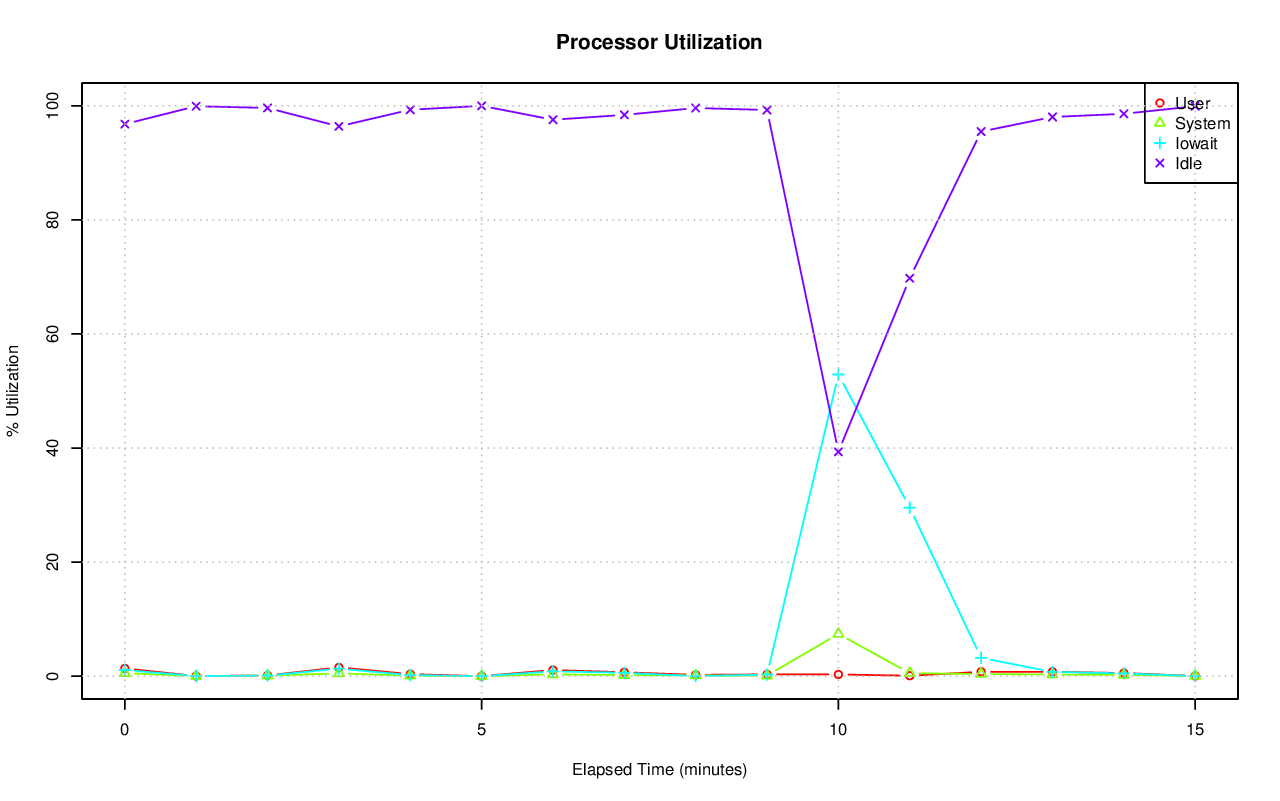 Processor Utilization
User
System
Iowait
Idle
% Utilization
100
80
60
40
20
0
0 5 10 15
Elapsed Time (minutes)